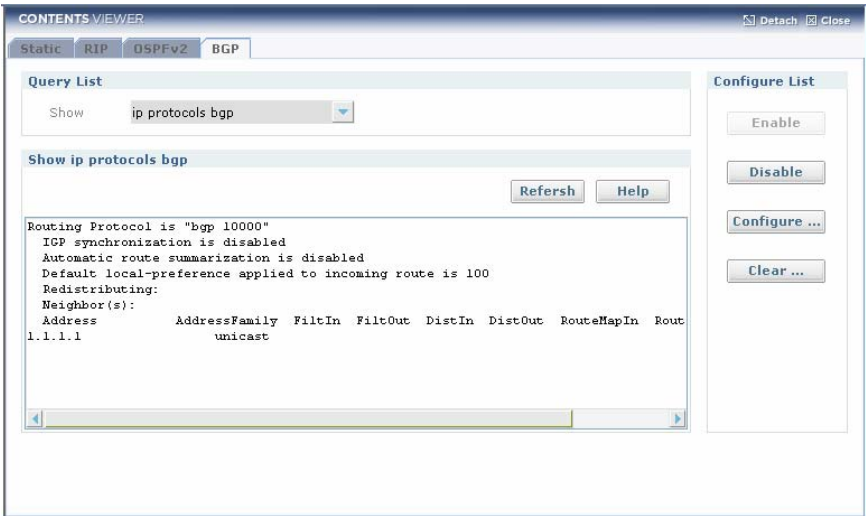 CONTENTS VIEWER
Detach Close
Static RIP OSPFv2 BGP
Query List
Show ip protocols bgp
Show ip protocols bgp
Refersh Help
Routing Protocol is "bgp 10000"
IGP synchronization is disabled
Automatic route summarization is disabled
Default local-preference applied to incoming route is 100
Redistributing:
Neighbor(s):
Address AddressFamily FiltIn FiltOut DistIn DistOut RouteMapIn Rout
1.1.1.1 unicast
Configure List
Enable
Disable
Configure ...
Clear ...